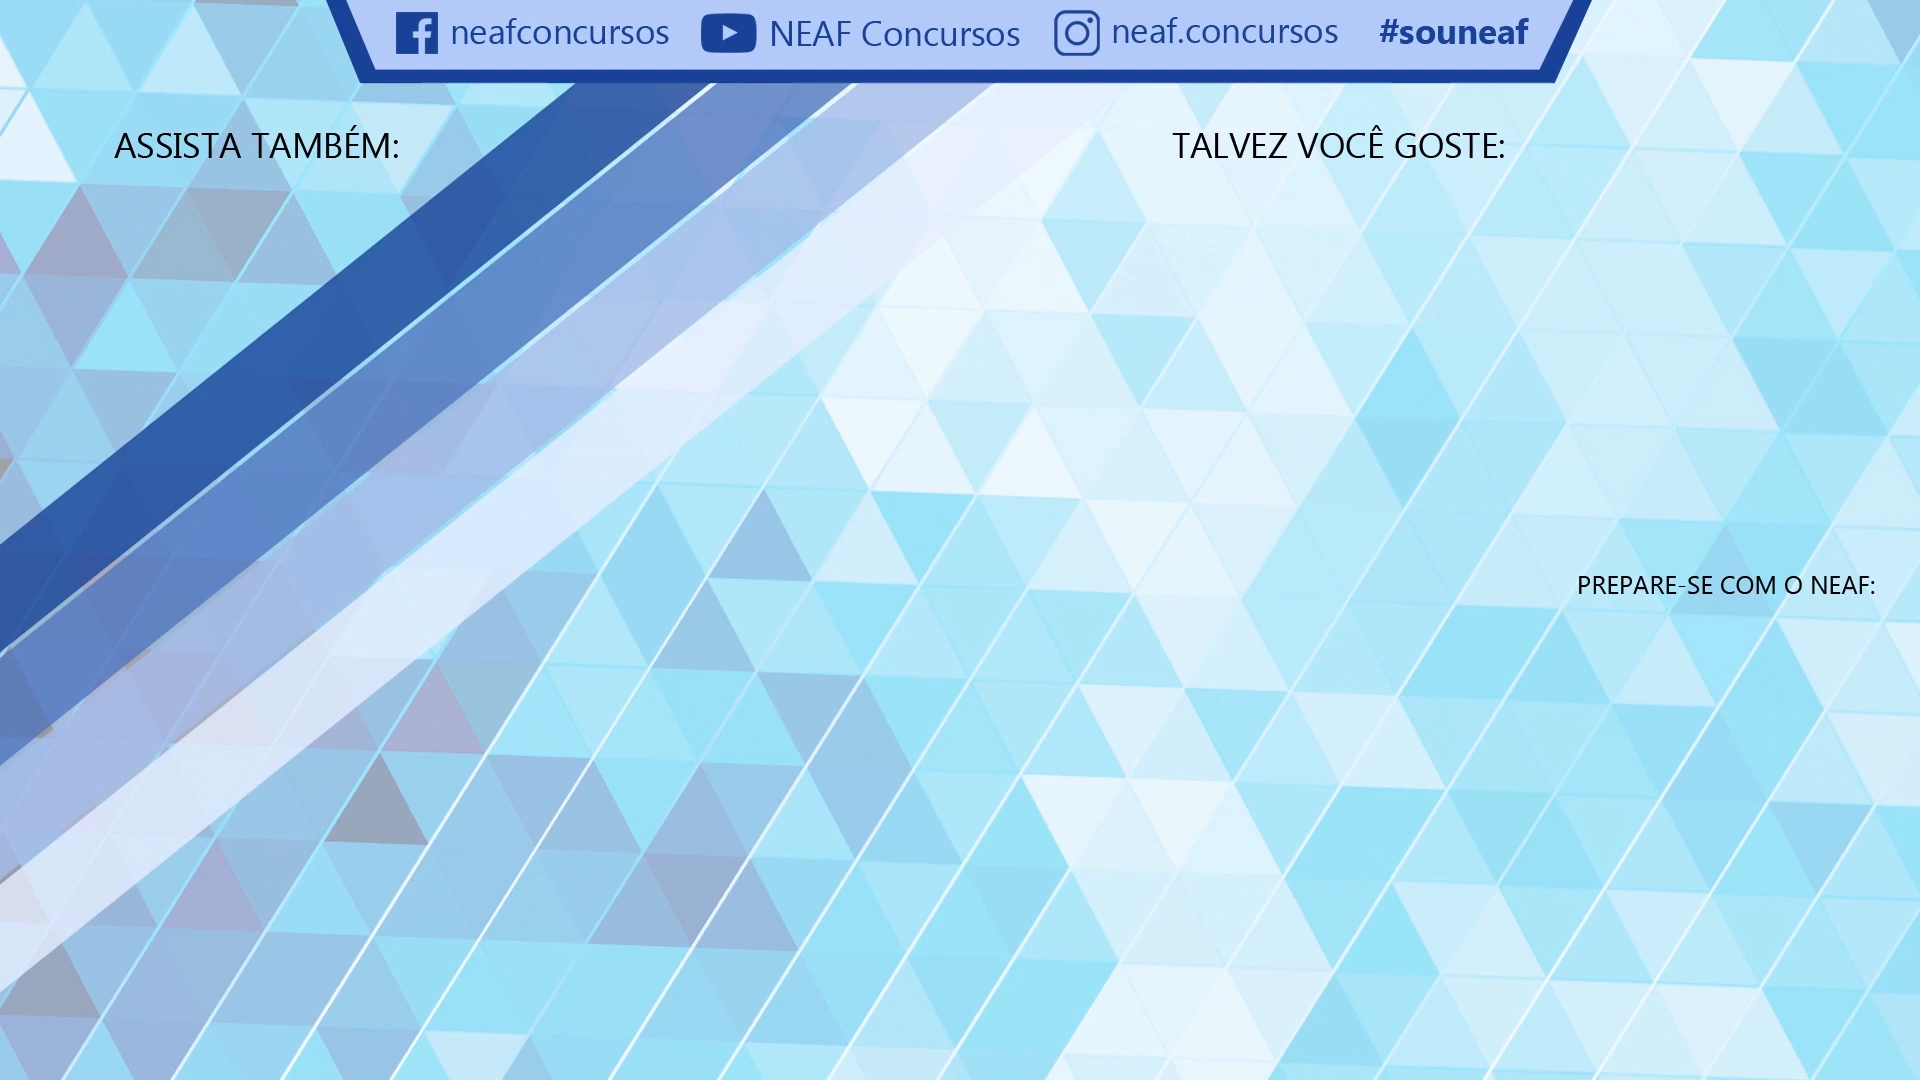 neafconcursos NEAF Concursos neaf.concursos #souneaf
ASSISTA TAMBÉM:
TALVEZ VOCÊ GOSTE:
PREPARE-SE COM O NEAF: